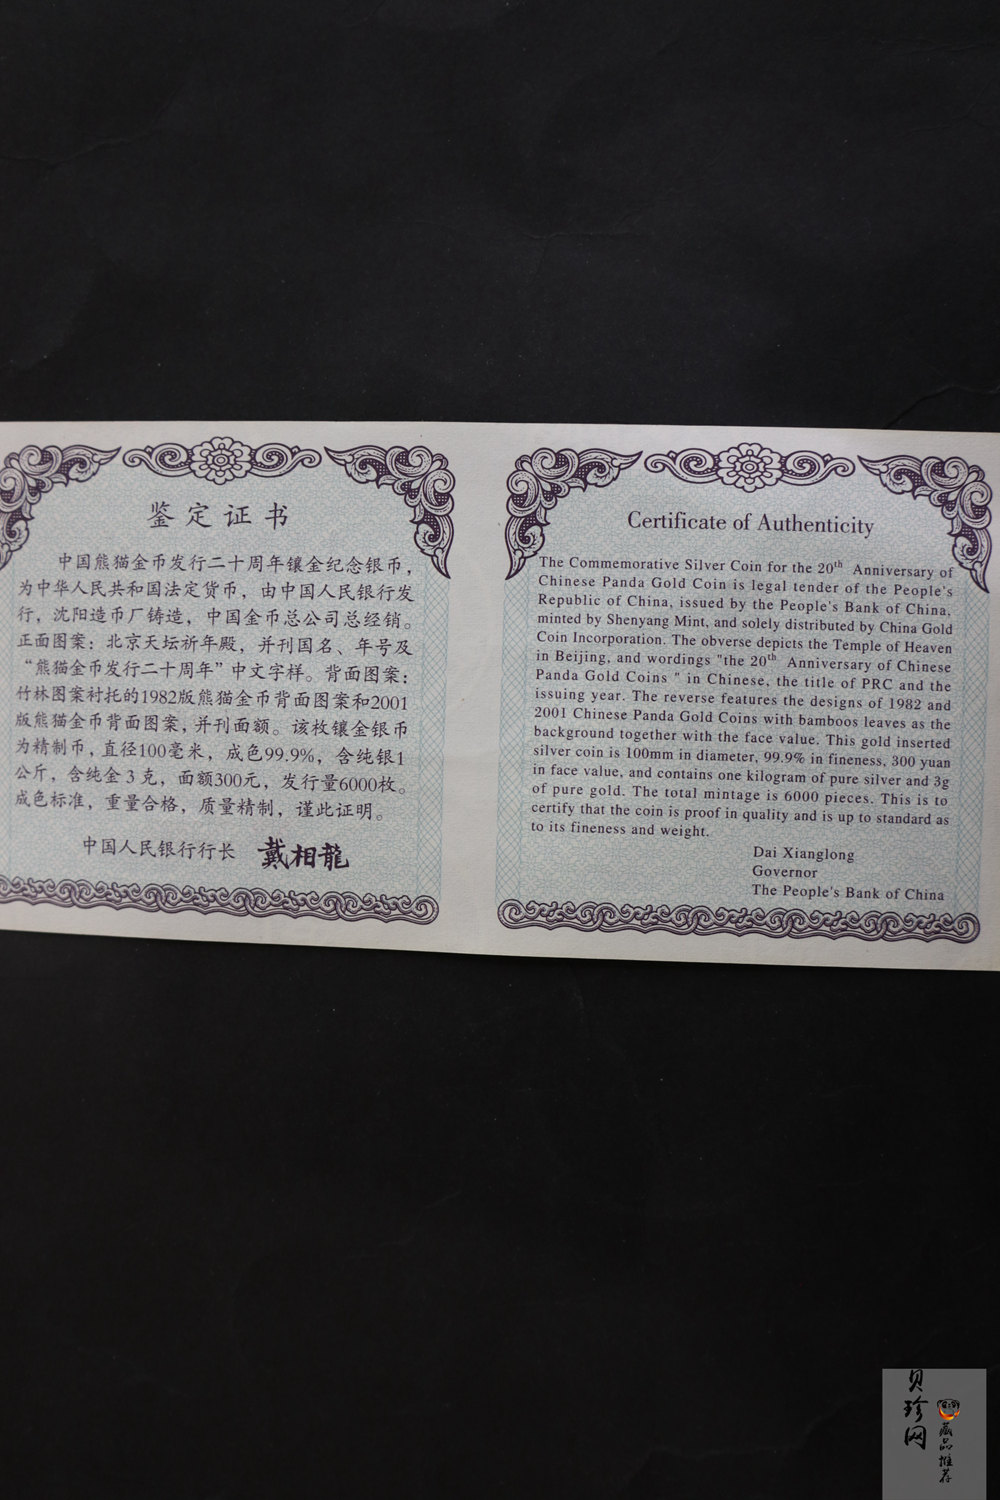 鉴定证书
中国熊猫金币发行二十周年镶金纪念银币，
为中华人民共和国法定货币，由中国人民银行发
行，沈阳造币厂铸造，中国金币总公司总经销。
正面图案：北京天坛祈年殿，并刊国名、年号及
“熊猫金币发行二十周年”中文字样。背面图案：
竹林图案衬托的1982版熊猫金币背面图案和2001
版熊猫金币背面图案，并刊面额。该枚镶金银币
为精制币，直径100毫米，成色99.9%，含纯银1
公斤，含纯金3克，面额300元，发行量6000枚。
成色标准，重量合格，质量精制，谨此证明。
中国人民银行行长 戴相龍
Certificate of Authenticity
The Commemorative Silver Coin for the 20th Anniversary of
Chinese Panda Gold Coin is legal tender of the People's
Republic of China, issued by the People's Bank of China,
minted by Shenyang Mint, and solely distributed by China Gold
Coin Incorporation. The obverse depicts the Temple of Heaven
in Beijing, and wordings "the 20th Anniversary of Chinese
Panda Gold Coins " in Chinese, the title of PRC and the
issuing year. The reverse features the designs of 1982 and
2001 Chinese Panda Gold Coins with bamboos leaves as the
background together with the face value. This gold inserted
silver coin is 100mm in diameter, 99.9% in fineness, 300 yuan
in face value, and contains one kilogram of pure silver and 3g
of pure gold. The total mintage is 6000 pieces. This is to
certify that the coin is proof in quality and is up to standard as
to its fineness and weight.
Dai Xianglong
Governor
The People's Bank of China
贝珍网
藏品推荐